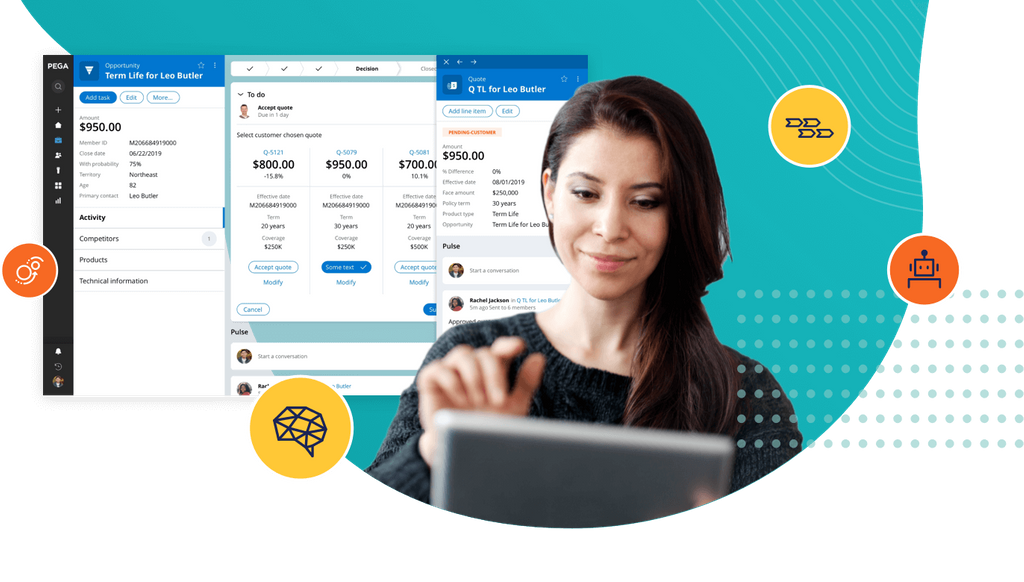 PEGA
Opportunity
Term Life for Leo Butler
Add task
Edit
More...
Amount
$950.00
Member ID M206684919000
Close date 06/22/2019
With probability 75%
Territory Northeast
Age 82
Primary contact Leo Butler
Activity
Competitors 1
Products
Technical information
Decision
To do
Accept quote
Due in 1 day
Select customer chosen quote
Q-5121 Q-5079 Q-5081
$800.00 $950.00 $700.0
-15.8% 0% 10.1%
Effective date Effective date Effective date
M206684919000 M206684919000
Term Term Term
20 years 30 years 20 years
Coverage Coverage Coverage
$250K $250K $500K
Accept quote Some text Accept quote
Modify Modify Modify
Cancel
Pulse
Start a conversation
Butler
Quote
Q TL for Leo Butler
Add line item
Edit
PENDING-CUSTOMER
Amount
$950.00
% Difference 0%
Effective date 08/01/2019
Face amount $250,000
Policy term 30 years
Product type Term Life
Opportunity Term Life for Leo
Pulse
Start a conversation
Rachel Jackson in Q TL for Leo
5m ago Sent to 6 members